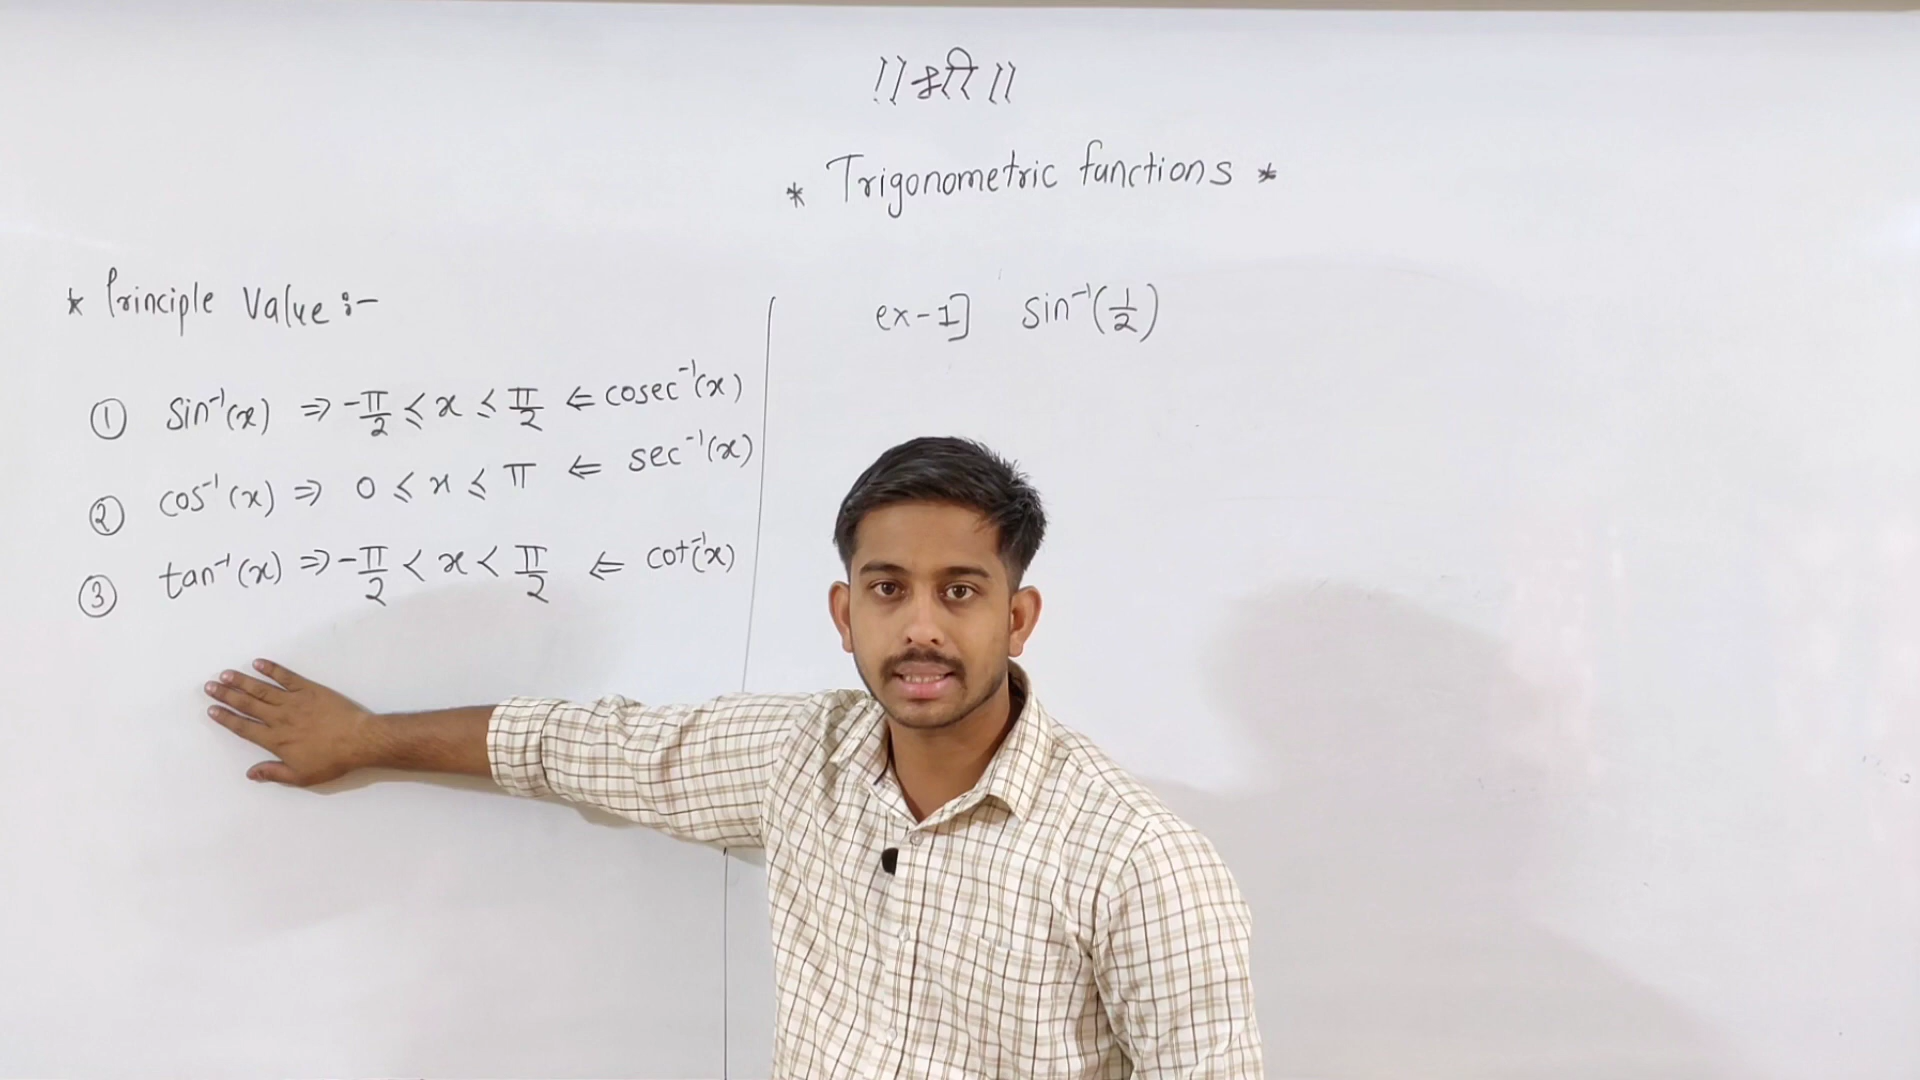 ।। श्री ।।
* Trigonometric functions *
* Principle Value :-
① Sin⁻¹(x) ⇒ -π/2 ≤ x ≤ π/2 ⇐ cosec⁻¹(x)
② cos⁻¹(x) ⇒ 0 ≤ x ≤ π ⇐ sec⁻¹(x)
③ tan⁻¹(x) ⇒ -π/2 < x < π/2 ⇐ cot⁻¹(x)
ex-1] sin⁻¹(1/2)